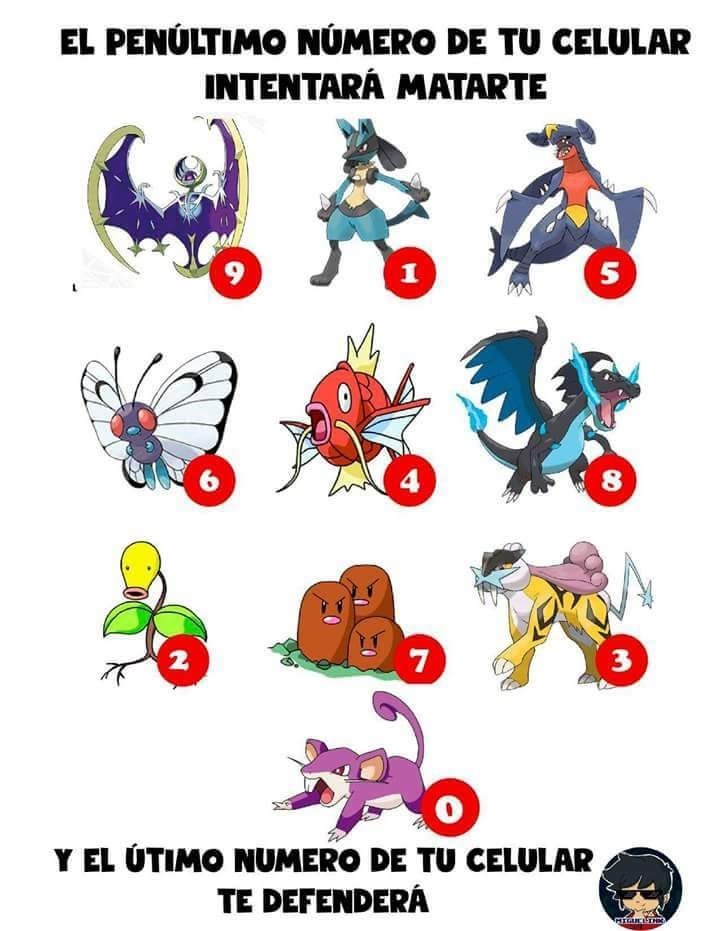 EL PENÚLTIMO NÚMERO DE TU CELULAR
INTENTARÁ MATARTE
9
1
5
6
4
8
2
7
3
0
Y EL ÚTIMO NUMERO DE TU CELULAR
TE DEFENDERÁ
MIGUELINK